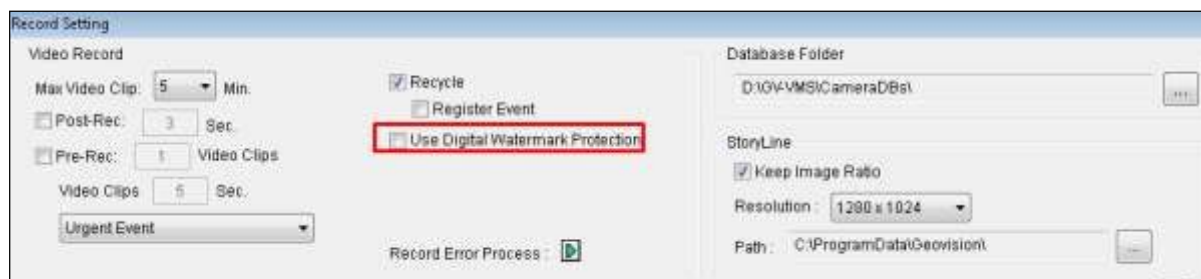 Record Setting
Video Record
Max Video Clip: 5 Min.
Post-Rec: 3 Sec.
Pre-Rec: 1 Video Clips
Video Clips 5 Sec.
Urgent Event
Recycle
Register Event
Use Digital Watermark Protection
Record Error Process :
Database Folder
D:\GV-VMS\CameraDBs\
...
StoryLine
Keep Image Ratio
Resolution : 1280 x 1024
Path : C:\ProgramData\Geovision\
...